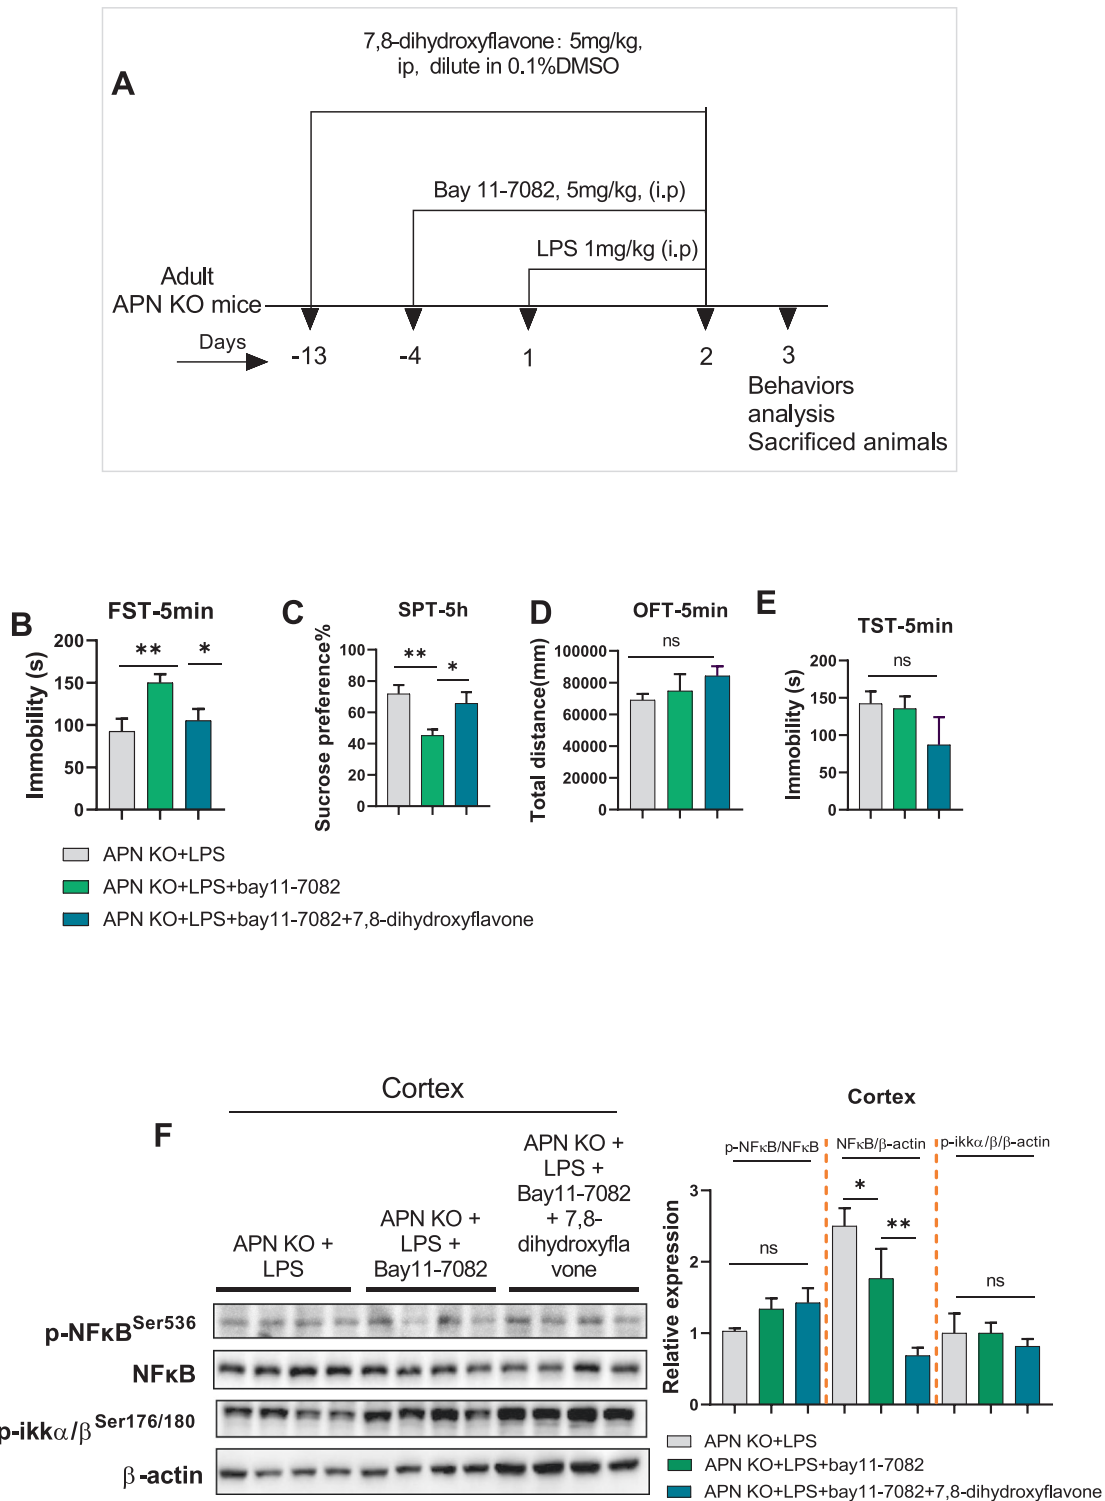 A
7,8-dihydroxyflavone: 5mg/kg,
ip, dilute in 0.1%DMSO
Bay 11-7082, 5mg/kg, (i.p)
LPS 1mg/kg (i.p)
Adult
APN KO mice
Days
-13
-4
1
2
3
Behaviors
analysis
Sacrificed animals
B
FST-5min
Immobility (s)
200
150
100
50
0
**
*
C
SPT-5h
Sucrose preference%
100
80
60
40
20
0
**
*
D
OFT-5min
Total distance(mm)
100000
80000
60000
40000
20000
0
ns
E
TST-5min
Immobility (s)
200
150
100
50
0
ns
APN KO+LPS
APN KO+LPS+bay11-7082
APN KO+LPS+bay11-7082+7,8-dihydroxyflavone
F
Cortex
APN KO +
LPS
APN KO +
LPS +
Bay11-7082
APN KO +
LPS +
Bay11-7082
+ 7,8-
dihydroxyfla
vone
p-NFκB Ser536
NFκB
p-ikkα/β Ser176/180
β-actin
Cortex
p-NFκB/NFκB
NFκB/β-actin
p-ikkα/β/β-actin
Relative expression
3
2
1
0
ns
*
**
ns
APN KO+LPS
APN KO+LPS+bay11-7082
APN KO+LPS+bay11-7082+7,8-dihydroxyflavone